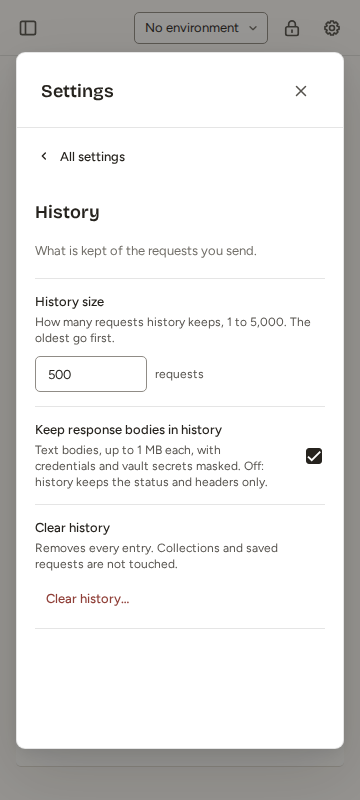 No environment
Settings
All settings
History
What is kept of the requests you send.
History size
How many requests history keeps, 1 to 5,000. The
oldest go first.
500 requests
Keep response bodies in history
Text bodies, up to 1 MB each, with
credentials and vault secrets masked. Off:
history keeps the status and headers only.
Clear history
Removes every entry. Collections and saved
requests are not touched.
Clear history...